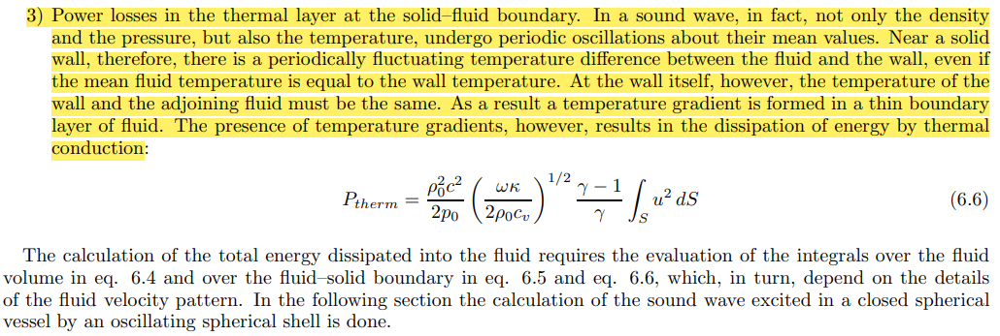 3) Power losses in the thermal layer at the solid–fluid boundary. In a sound wave, in fact, not only the density
and the pressure, but also the temperature, undergo periodic oscillations about their mean values. Near a solid
wall, therefore, there is a periodically fluctuating temperature difference between the fluid and the wall, even if
the mean fluid temperature is equal to the wall temperature. At the wall itself, however, the temperature of the
wall and the adjoining fluid must be the same. As a result a temperature gradient is formed in a thin boundary
layer of fluid. The presence of temperature gradients, however, results in the dissipation of energy by thermal
conduction:
P_{therm} = \frac{\rho_0^2 c^2}{2p_0} \left( \frac{\omega\kappa}{2\rho_0 c_v} \right)^{1/2} \frac{\gamma - 1}{\gamma} \int_S u^2 dS (6.6)
The calculation of the total energy dissipated into the fluid requires the evaluation of the integrals over the fluid
volume in eq. 6.4 and over the fluid–solid boundary in eq. 6.5 and eq. 6.6, which, in turn, depend on the details
of the fluid velocity pattern. In the following section the calculation of the sound wave excited in a closed spherical
vessel by an oscillating spherical shell is done.